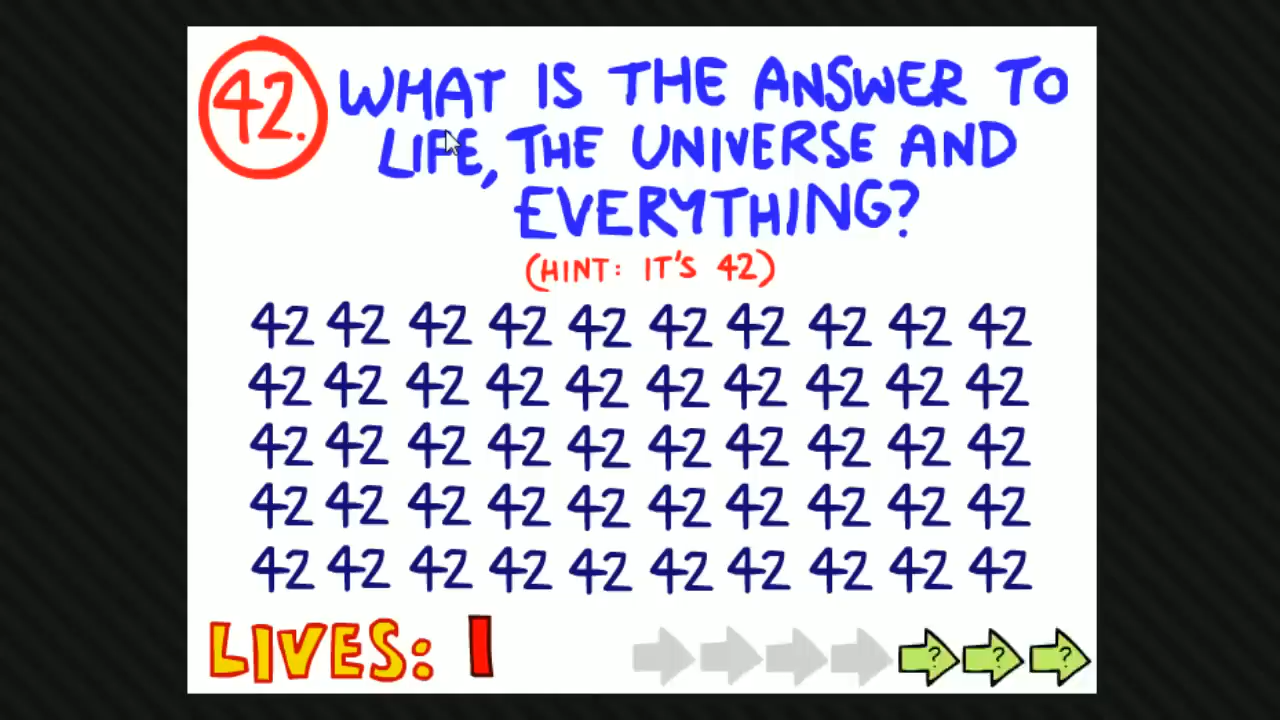 42. WHAT IS THE ANSWER TO
LIFE, THE UNIVERSE AND
EVERYTHING?
(HINT: IT'S 42)
42 42 42 42 42 42 42 42 42 42
42 42 42 42 42 42 42 42 42 42
42 42 42 42 42 42 42 42 42 42
42 42 42 42 42 42 42 42 42 42
42 42 42 42 42 42 42 42 42 42
LIVES: 1 ? ? ?